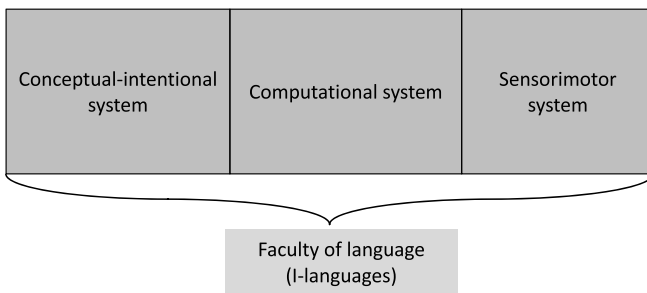 Conceptual-intentional
system
Computational system
Sensorimotor
system
Faculty of language
(I-languages)